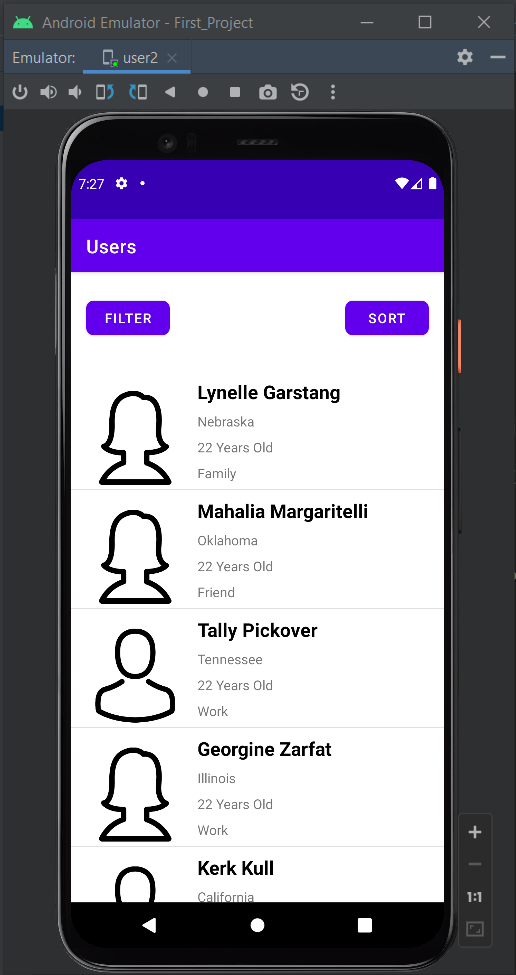 Android Emulator - First_Project
Emulator: user2
7:27
Users
FILTER SORT
Lynelle Garstang
Nebraska
22 Years Old
Family
Mahalia Margaritelli
Oklahoma
22 Years Old
Friend
Tally Pickover
Tennessee
22 Years Old
Work
Georgine Zarfat
Illinois
22 Years Old
Work
Kerk Kull
California
1:1